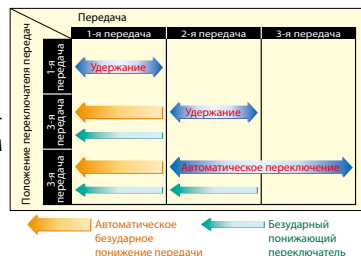 Передача
1-я передача 2-я передача 3-я передача
Положение переключателя передач
1-я
передача
Удержание
3-я
передача
Удержание
3-я
передача
Автоматическое переключение
Автоматическое
безударное
понижение передачи
Безударный
понижающий
переключатель